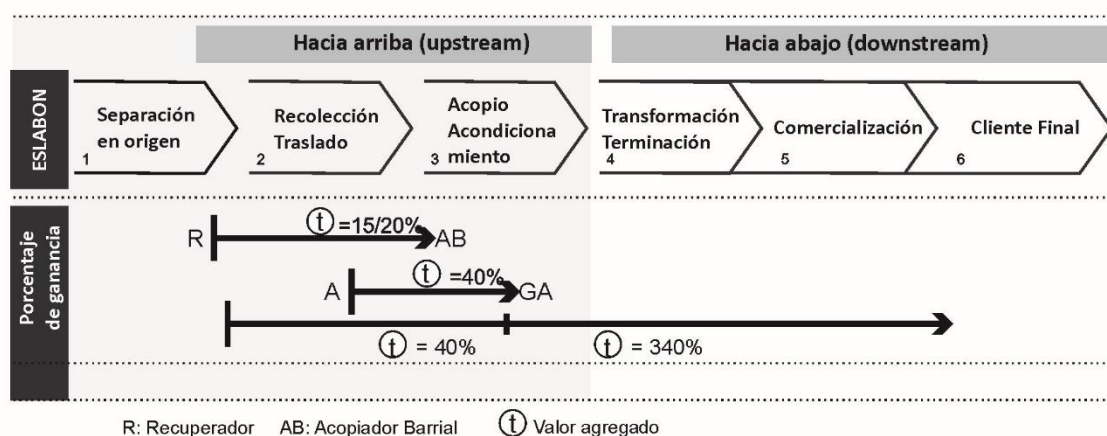 Hacia arriba (upstream)
Hacia abajo (downstream)
ESLABON
Separación
en origen
1
Recolección
Traslado
2
Acopio
Acondiciona
miento
3
Transformación
Terminación
4
Comercialización
5
Cliente Final
6
Porcentaje
de ganancia
R
t =15/20%
AB
A
t =40%
GA
t = 40%
t = 340%
R: Recuperador AB: Acopiador Barrial t Valor agregado